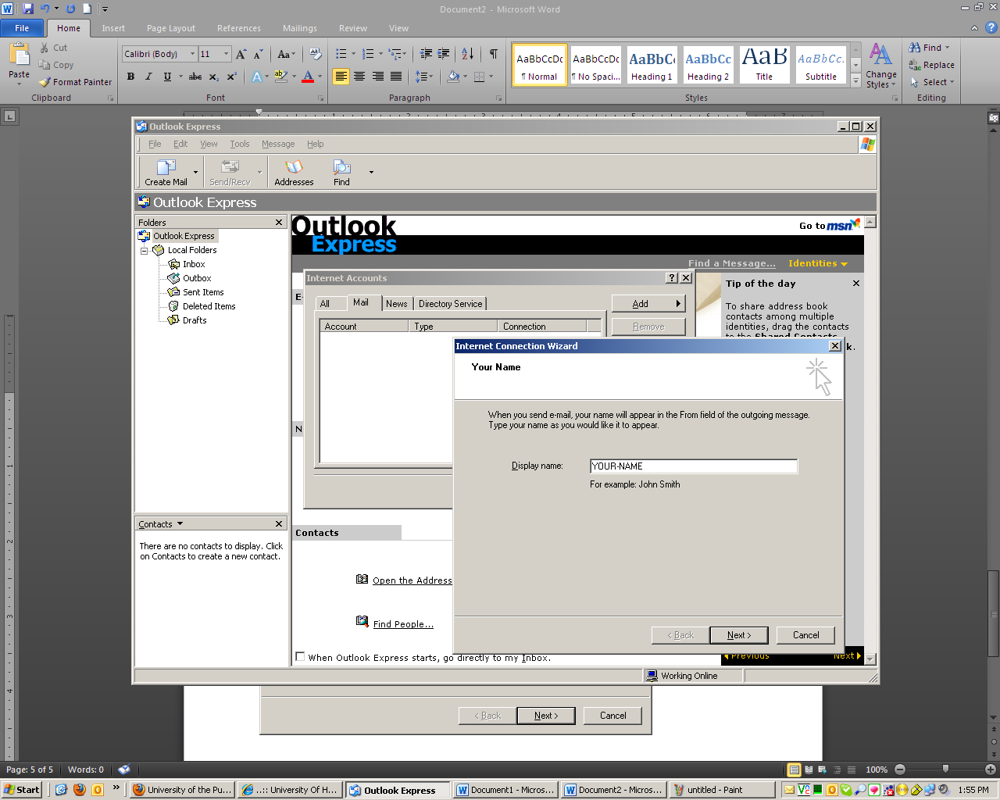 Document2 - Microsoft Word
File Home Insert Page Layout References Mailings Review View
Paste
Cut
Copy
Format Painter
Clipboard
Calibri (Body) 11
Font
Paragraph
AaBbCcDc
¶ Normal
AaBbCcDc
¶ No Spaci...
AaBbCc
Heading 1
AaBbCc
Heading 2
AaB
Title
AaBbCc.
Subtitle
Change
Styles
Styles
Find
Replace
Select
Editing
Outlook Express
File Edit View Tools Message Help
Create Mail Send/Recv Addresses Find
Outlook Express
Folders
Outlook Express
Local Folders
Inbox
Outbox
Sent Items
Deleted Items
Drafts
Contacts
There are no contacts to display. Click
on Contacts to create a new contact.
Outlook
Express
Go to msn
Find a Message... Identities
Tip of the day
To share address book
contacts among multiple
identities, drag the contacts
to the Shared Contacts
k.
Internet Accounts
All Mail News Directory Service
Account Type Connection
Add
Remove
E-
N
Internet Connection Wizard
Your Name
When you send e-mail, your name will appear in the From field of the outgoing message.
Type your name as you would like it to appear.
Display name: YOUR-NAME
For example: John Smith
< Back Next > Cancel
Contacts
Open the Address
Find People...
When Outlook Express starts, go directly to my Inbox.
Previous Next
Working Online
< Back Next > Cancel
Page: 5 of 5 Words: 0 100%
Start University of the Pu... ..:: University Of H... Outlook Express Document1 - Micros... Document2 - Micros... untitled - Paint 1:55 PM